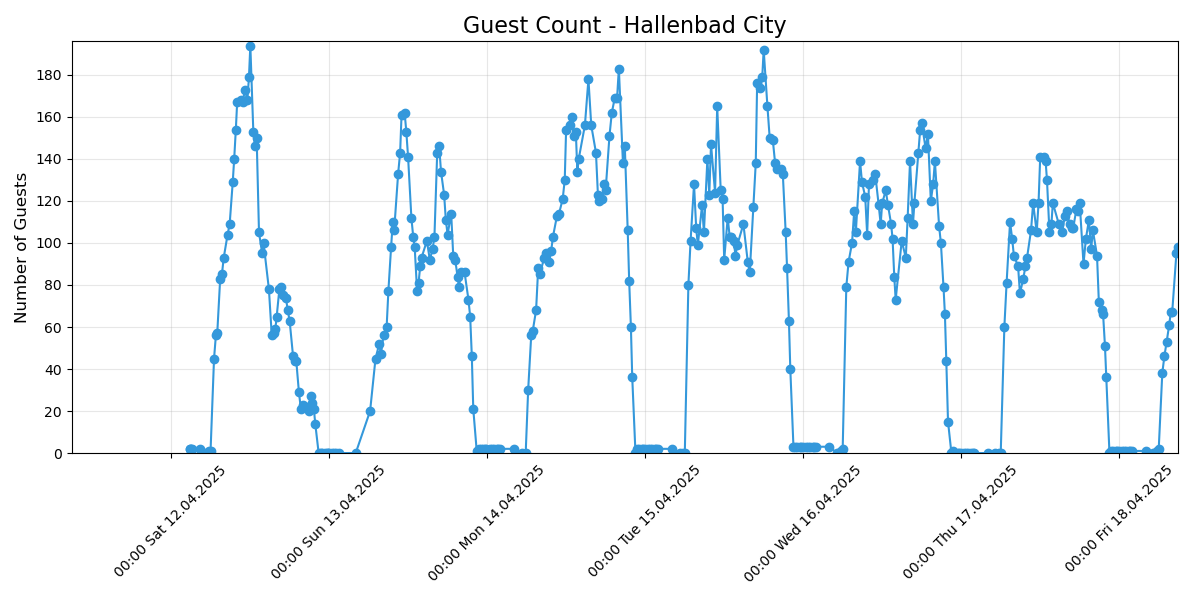 Guest Count - Hallenbad City
Number of Guests
180
160
140
120
100
80
60
40
20
0
00:00 Sat 12.04.2025
00:00 Sun 13.04.2025
00:00 Mon 14.04.2025
00:00 Tue 15.04.2025
00:00 Wed 16.04.2025
00:00 Thu 17.04.2025
00:00 Fri 18.04.2025